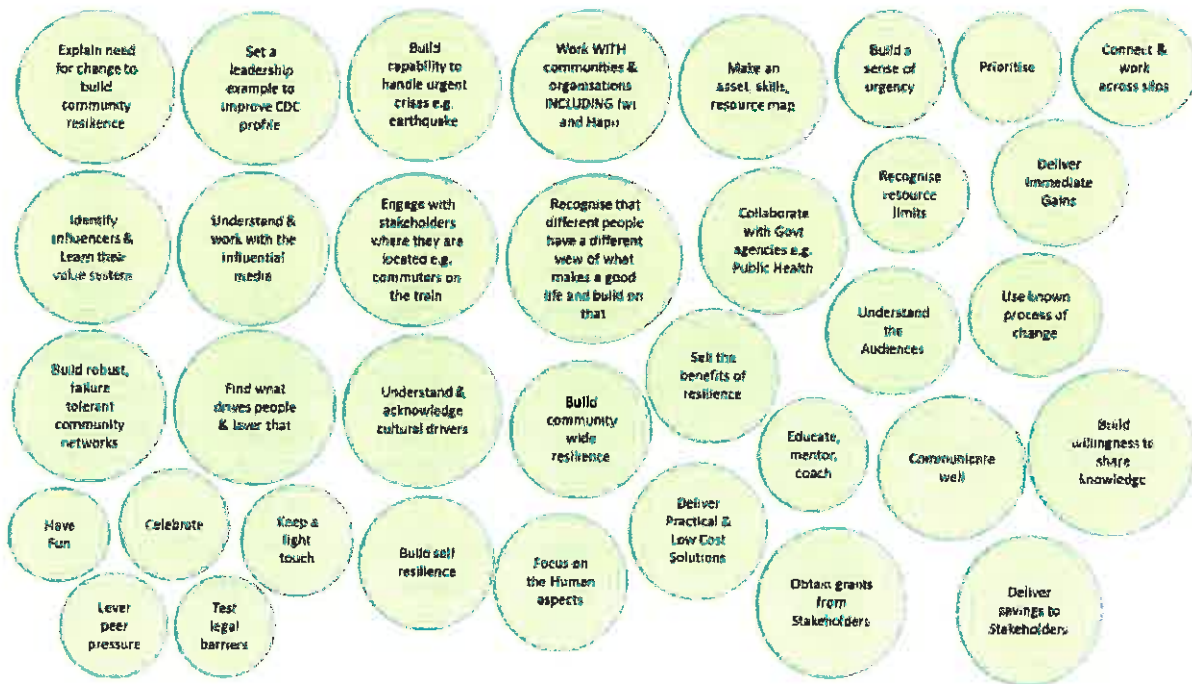 Explain need
for change to
build
community
resilience
Set a
leadership
example to
improve CDC
profile
Build
capability to
handle urgent
crises e.g.
earthquake
Work WITH
communities &
organisations
INCLUDING Iwi
and Hapu
Make an
asset, skills,
resource map
Build a
sense of
urgency
Prioritise
Connect &
work
across silos
Recognise
resource
limits
Deliver
Immediate
Gains
Identify
influencers &
Learn their
value system
Understand &
work with the
influential
media
Engage with
stakeholders
where they are
located e.g.
commuters on
the train
Recognise that
different people
have a different
view of what
makes a good
life and build on
that
Collaborate
with Govt
agencies e.g.
Public Health
Understand
the
Audiences
Use known
process of
change
Build robust,
failure
tolerant
community
networks
Find what
drives people
& lever that
Understand &
acknowledge
cultural drivers
Build
community
wide
resilience
Sell the
benefits of
resilience
Educate,
mentor,
coach
Communicate
well
Build
willingness to
share
knowledge
Have
Fun
Celebrate
Keep a
light
touch
Build self
resilience
Focus on
the Human
aspects
Deliver
Practical &
Low Cost
Solutions
Obtain grants
from
Stakeholders
Deliver
savings to
Stakeholders
Lever
peer
pressure
Test
legal
barriers